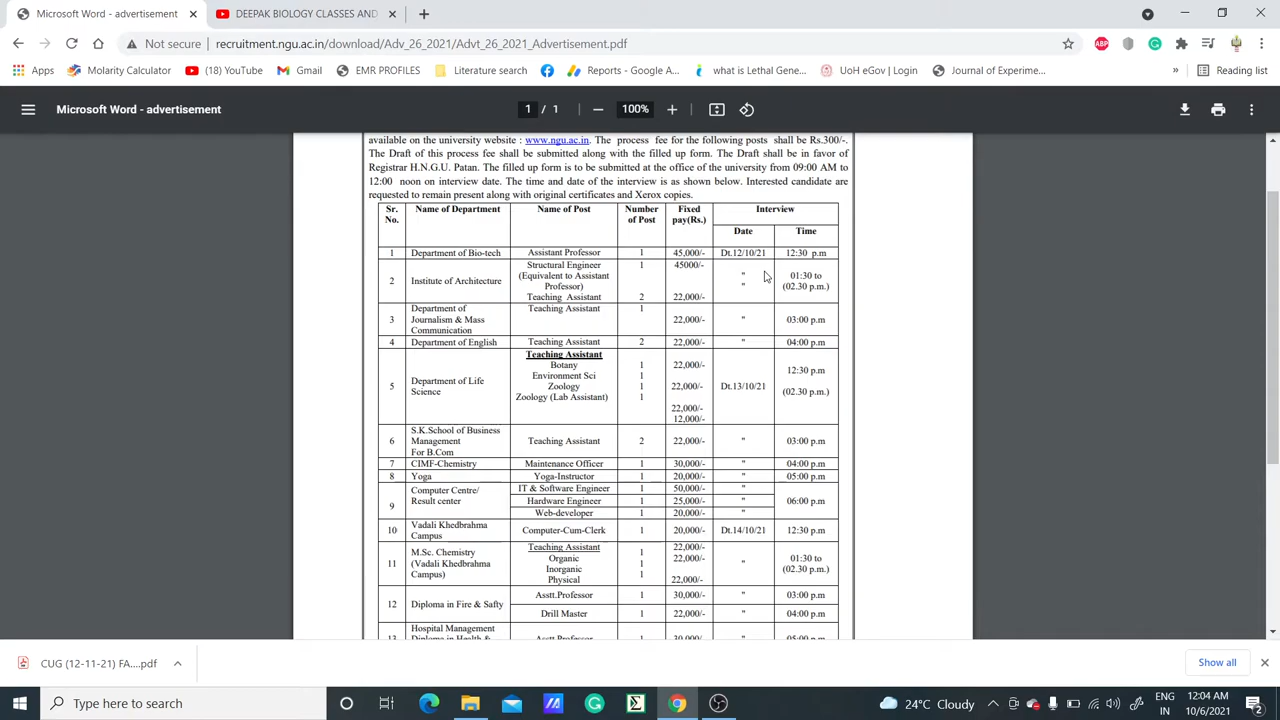 Microsoft Word - advertisement
DEEPAK BIOLOGY CLASSES AND
Not secure
recruitment.ngu.ac.in/download/Adv_26_2021/Advt_26_2021_Advertisement.pdf
ABP
Apps
Molarity Calculator
(18) YouTube
Gmail
EMR PROFILES
Literature search
Reports - Google A...
what is Lethal Gene...
UoH eGov | Login
Journal of Experime...
»
Reading list
Microsoft Word - advertisement
1 / 1
100%
available on the university website : www.ngu.ac.in. The process fee for the following posts shall be Rs.300/-.
The Draft of this process fee shall be submitted along with the filled up form. The Draft shall be in favor of
Registrar H.N.G.U. Patan. The filled up form is to be submitted at the office of the university from 09:00 AM to
12:00 noon on interview date. The time and date of the interview is as shown below. Interested candidate are
requested to remain present along with original certificates and Xerox copies.
Sr. No. Name of Department Name of Post Number of Post Fixed pay(Rs.) Interview
Date Time
1 Department of Bio-tech Assistant Professor 1 45,000/- Dt.12/10/21 12:30 p.m
2 Institute of Architecture
Structural Engineer 1 45000/-
(Equivalent to Assistant " 01:30 to
Professor) " (02.30 p.m.)
Teaching Assistant 2 22,000/-
Department of Teaching Assistant 1
3 Journalism & Mass 22,000/- " 03:00 p.m
Communication
4 Department of English Teaching Assistant 2 22,000/- " 04:00 p.m
Teaching Assistant
Botany 1 22,000/- 12:30 p.m
Environment Sci 1
5 Department of Life Science Zoology 1 22,000/- Dt.13/10/21 (02.30 p.m.)
Zoology (Lab Assistant) 1
22,000/-
12,000/-
S.K.School of Business
6 Management Teaching Assistant 2 22,000/- " 03:00 p.m
For B.Com
7 CIMF-Chemistry Maintenance Officer 1 30,000/- " 04:00 p.m
8 Yoga Yoga-Instructor 1 20,000/- " 05:00 p.m
9 Computer Centre/ Result center
IT & Software Engineer 1 50,000/- "
Hardware Engineer 1 25,000/- " 06:00 p.m
Web-developer 1 20,000/- "
10 Vadali Khedbrahma Campus Computer-Cum-Clerk 1 20,000/- Dt.14/10/21 12:30 p.m
Teaching Assistant 22,000/-
11 M.Sc. Chemistry Organic 1 22,000/- " 01:30 to
(Vadali Khedbrahma Inorganic 1 (02.30 p.m.)
Campus) Physical 1 22,000/-
12 Diploma in Fire & Safty
Asstt.Professor 1 30,000/- " 03:00 p.m
Drill Master 1 22,000/- " 04:00 p.m
Hospital Management
13 Diploma in Health & Asstt.Professor 1 30,000/- " 05:00 p.m
CUG (12-11-21) FA....pdf
Show all
Type here to search
24°C Cloudy
ENG
IN
12:04 AM
10/6/2021
2